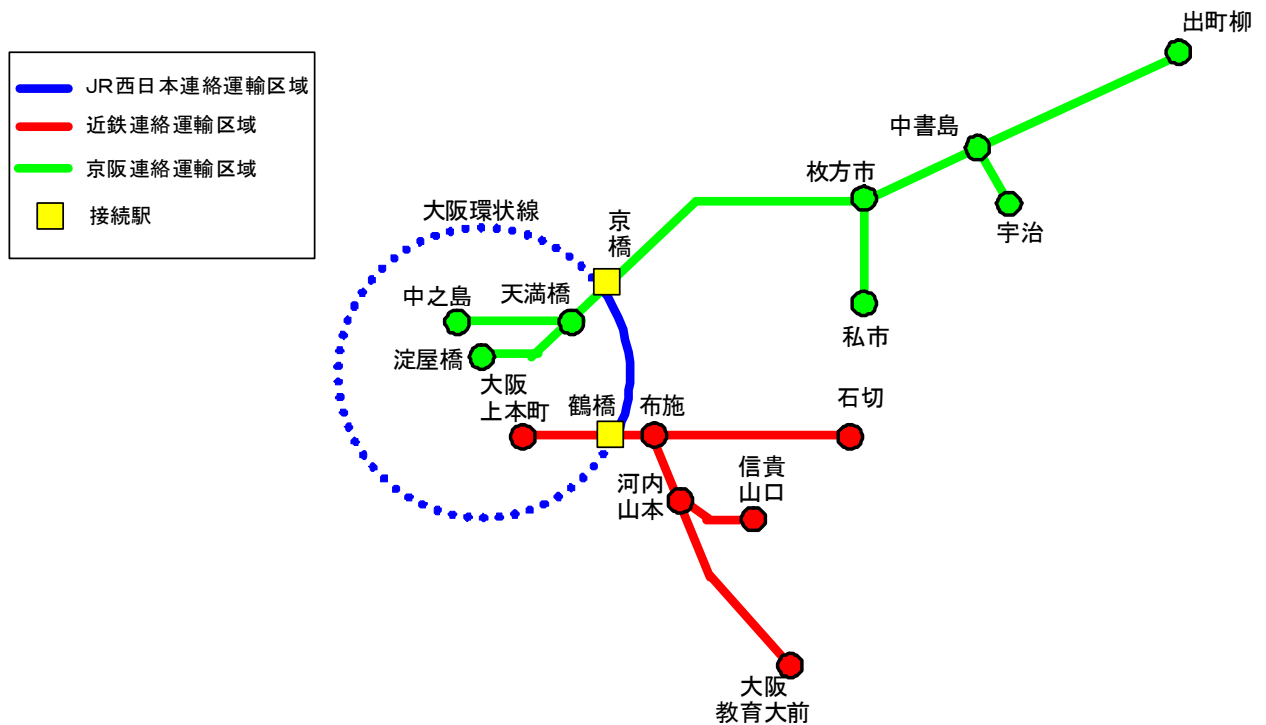 JR西日本連絡運輸区域
近鉄連絡運輸区域
京阪連絡運輸区域
接続駅
出町柳
中書島
枚方市
宇治
大阪環状線
京
橋
中之島
天満橋
私市
淀屋橋
大阪
上本町
鶴橋
布施
石切
河内
山本
信貴
山口
大阪
教育大前